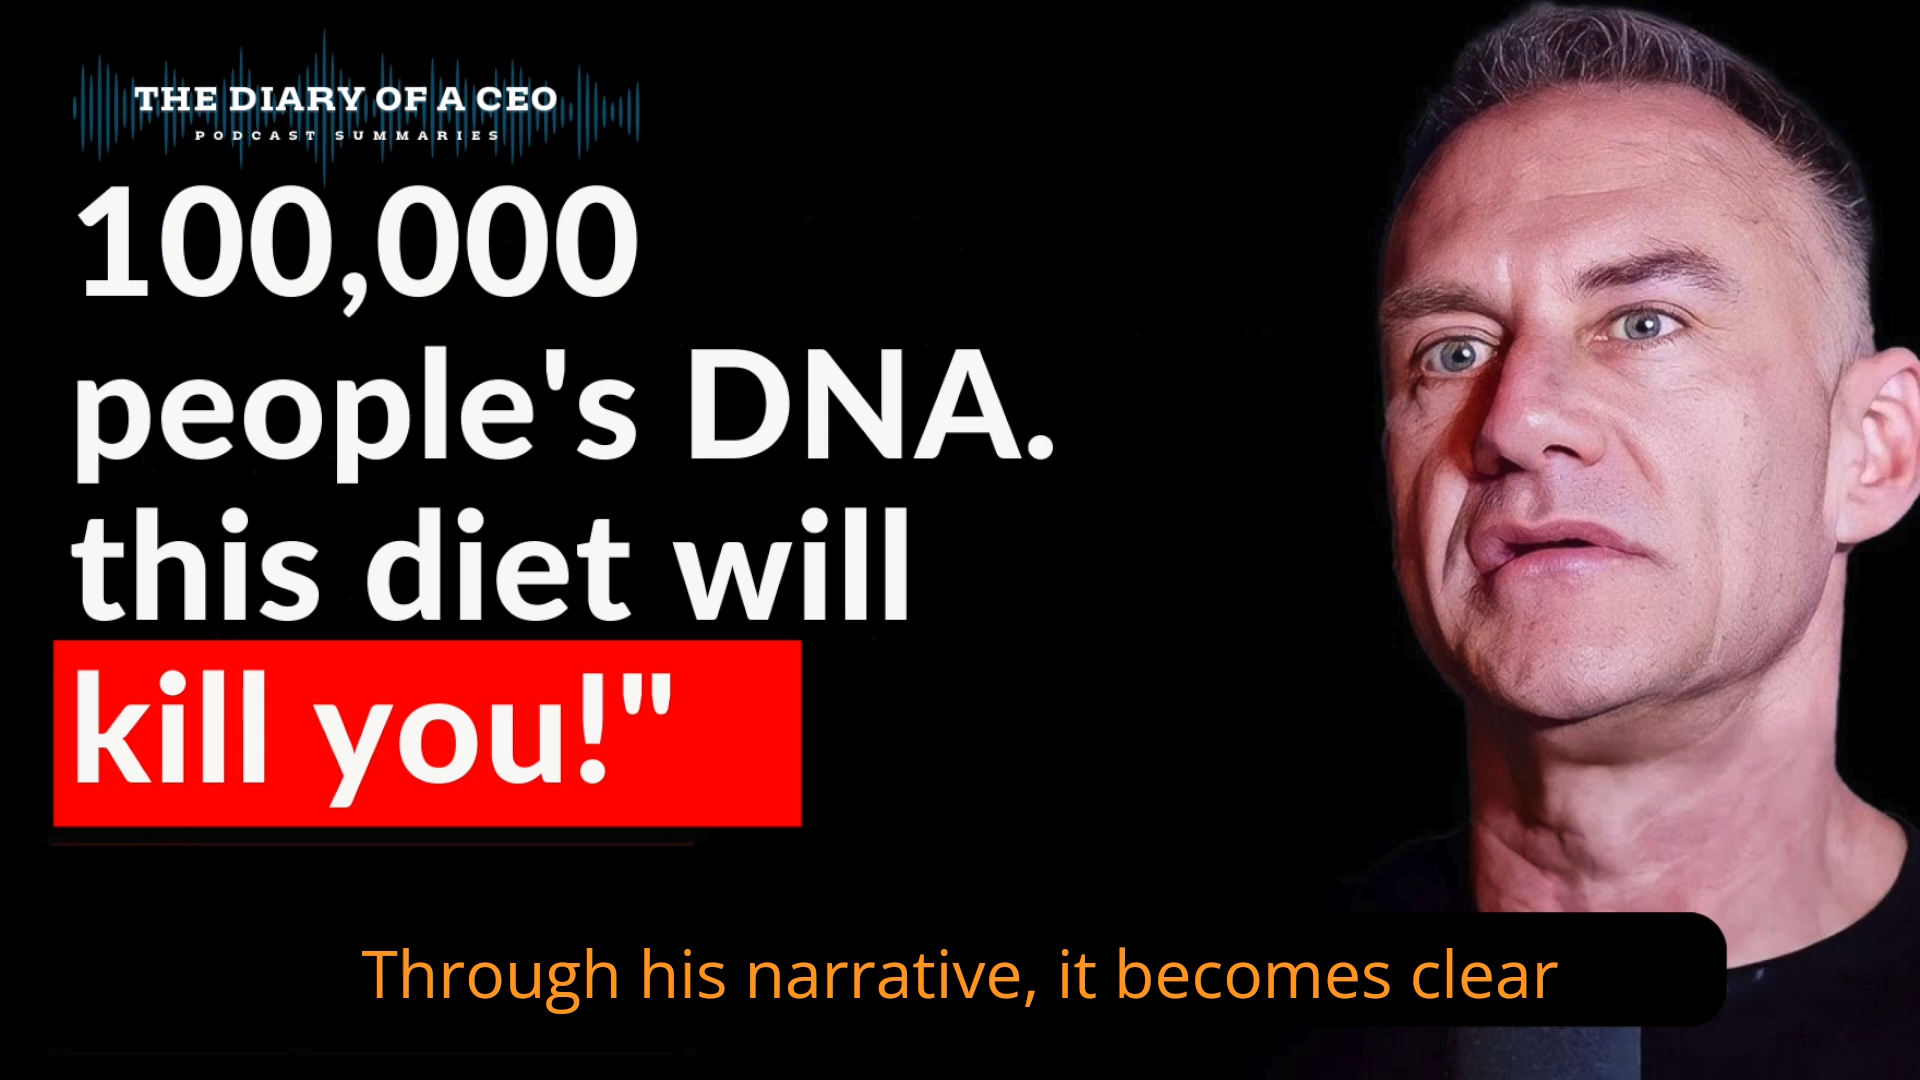 THE DIARY OF A CEO
PODCAST SUMMARIES
100,000
people's DNA.
this diet will
kill you!"
Through his narrative, it becomes clear